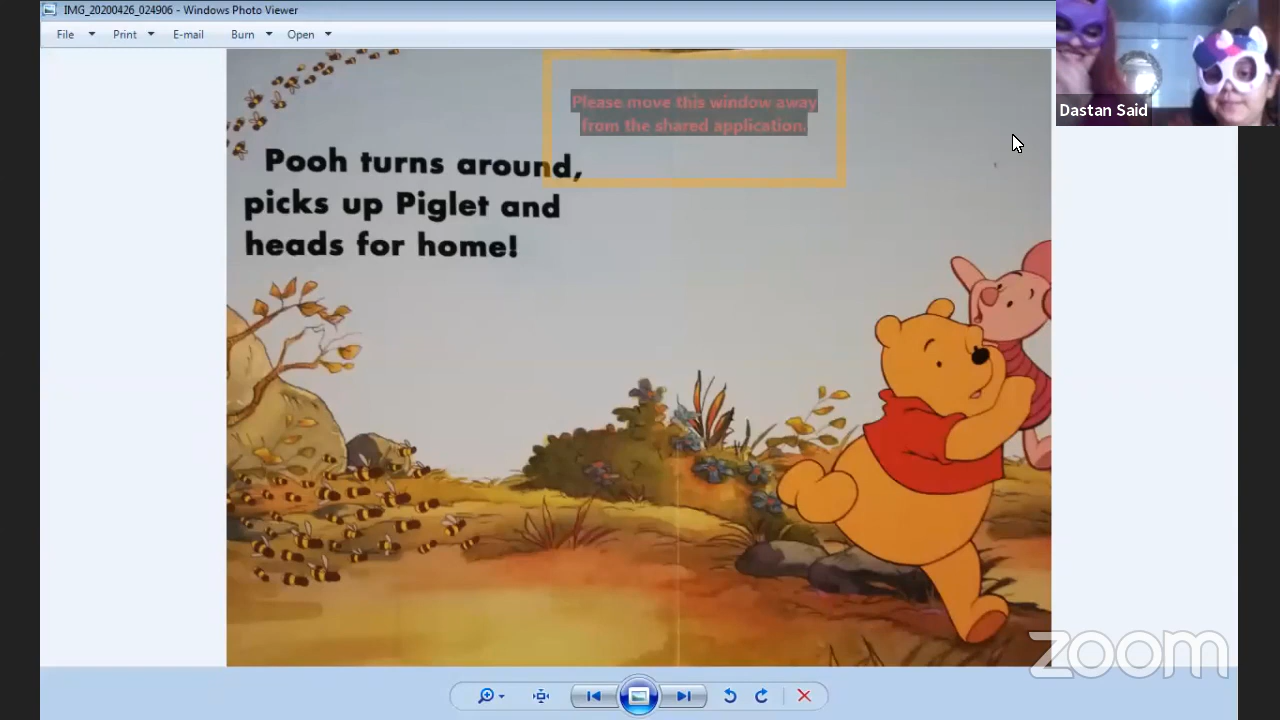 IMG_20200426_024906 - Windows Photo Viewer
File Print E-mail Burn Open
Please move this window away
from the shared application.
Dastan Said
Pooh turns around,
picks up Piglet and
heads for home!
zoom